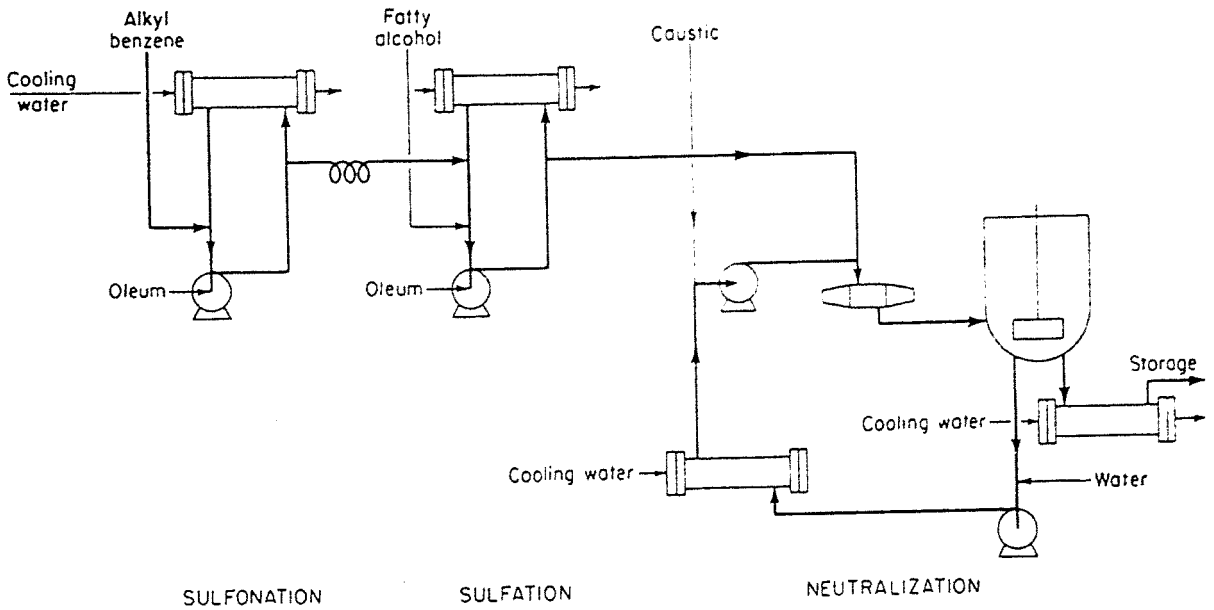 Alkyl
benzene
Fatty
alcohol
Caustic
Cooling
water
Oleum
Oleum
Storage
Cooling water
Cooling water
Water
SULFONATION
SULFATION
NEUTRALIZATION